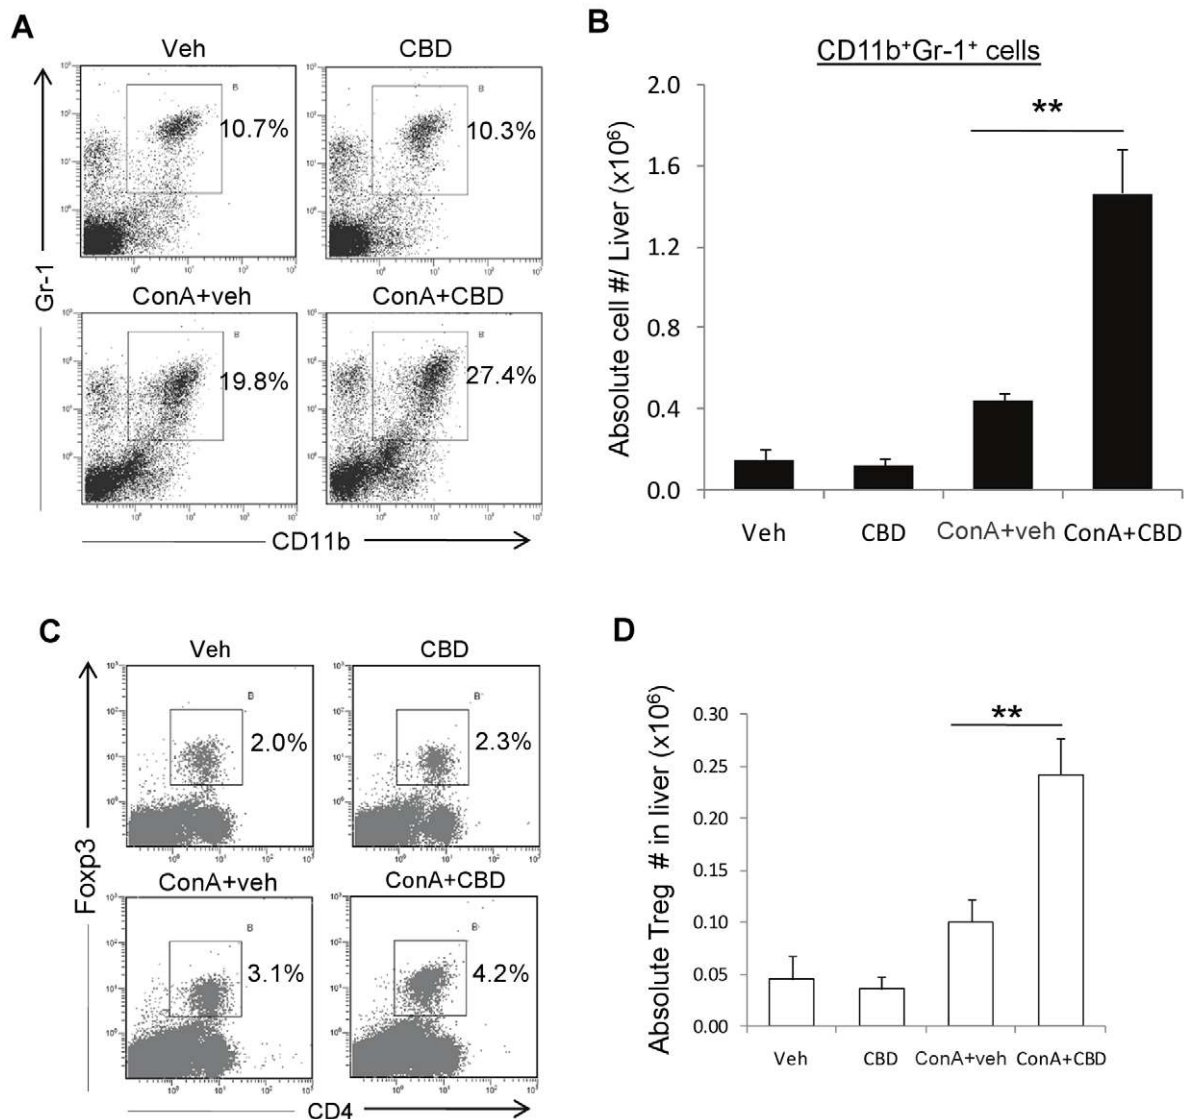 A
Veh
CBD
B
10.7%
B
10.3%
ConA+veh
ConA+CBD
B
19.8%
B
27.4%
Gr-1
CD11b
B
CD11b⁺Gr-1⁺ cells
**
Absolute cell #/ Liver (x10⁶)
2.0
1.6
1.2
0.8
0.4
0.0
Veh
CBD
ConA+veh
ConA+CBD
C
Veh
CBD
B
2.0%
B
2.3%
ConA+veh
ConA+CBD
B
3.1%
B
4.2%
Foxp3
CD4
D
**
Absolute Treg # in liver (x10⁶)
0.30
0.25
0.20
0.15
0.10
0.05
0.00
Veh
CBD
ConA+veh
ConA+CBD